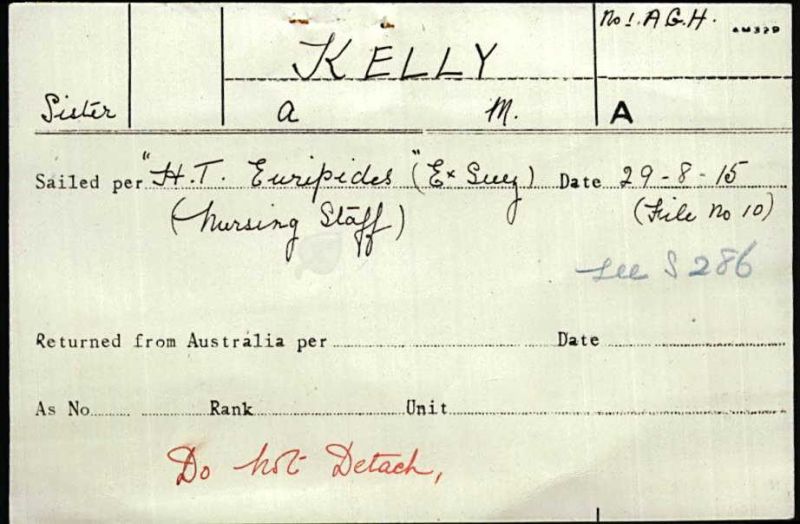 No 1. A.G.H. AM329
KELLY
Sister A M. A
Sailed per "H.T. Euripides" (Ex Suez) Date 29-8-15
(Nursing Staff) (File No 10)
See S 286
Returned from Australia per Date
As No Rank Unit
Do not Detach,